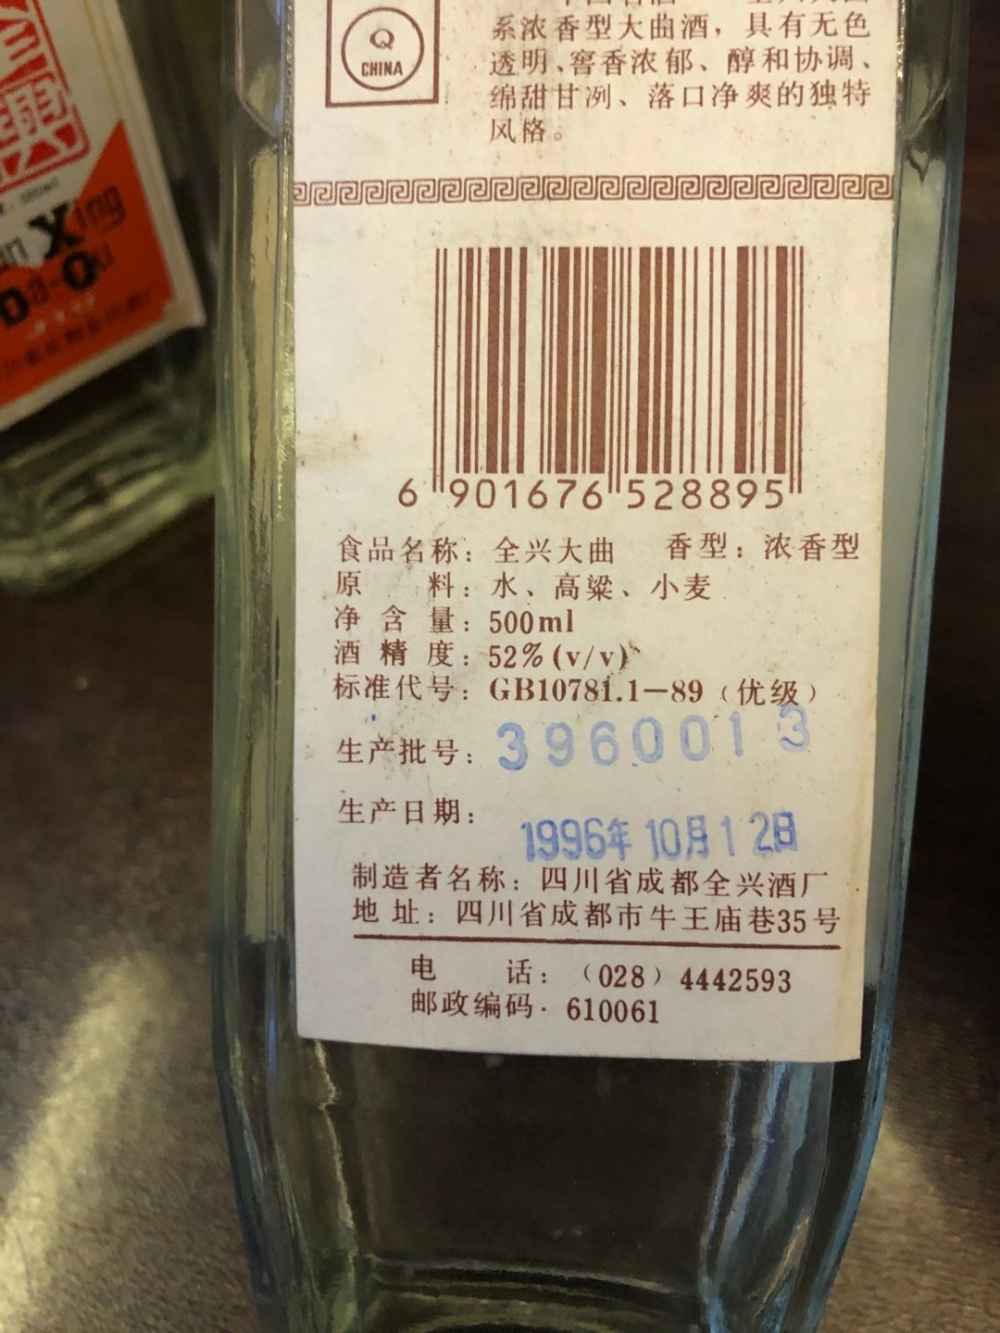 興
Xing
Da-Qu
Q
CHINA
系浓香型大曲酒，具有无色
透明、窖香浓郁、醇和协调、
绵甜甘洌、落口净爽的独特
风格。
6 901676 528895
食品名称：全兴大曲 香型：浓香型
原 料：水、高粱、小麦
净 含 量：500ml
酒 精 度：52%(v/v)
标准代号：GB10781.1—89（优级）
生产批号：3960013
生产日期：1996年10月12日
制造者名称：四川省成都全兴酒厂
地 址：四川省成都市牛王庙巷35号
电 话：（028）4442593
邮政编码·610061